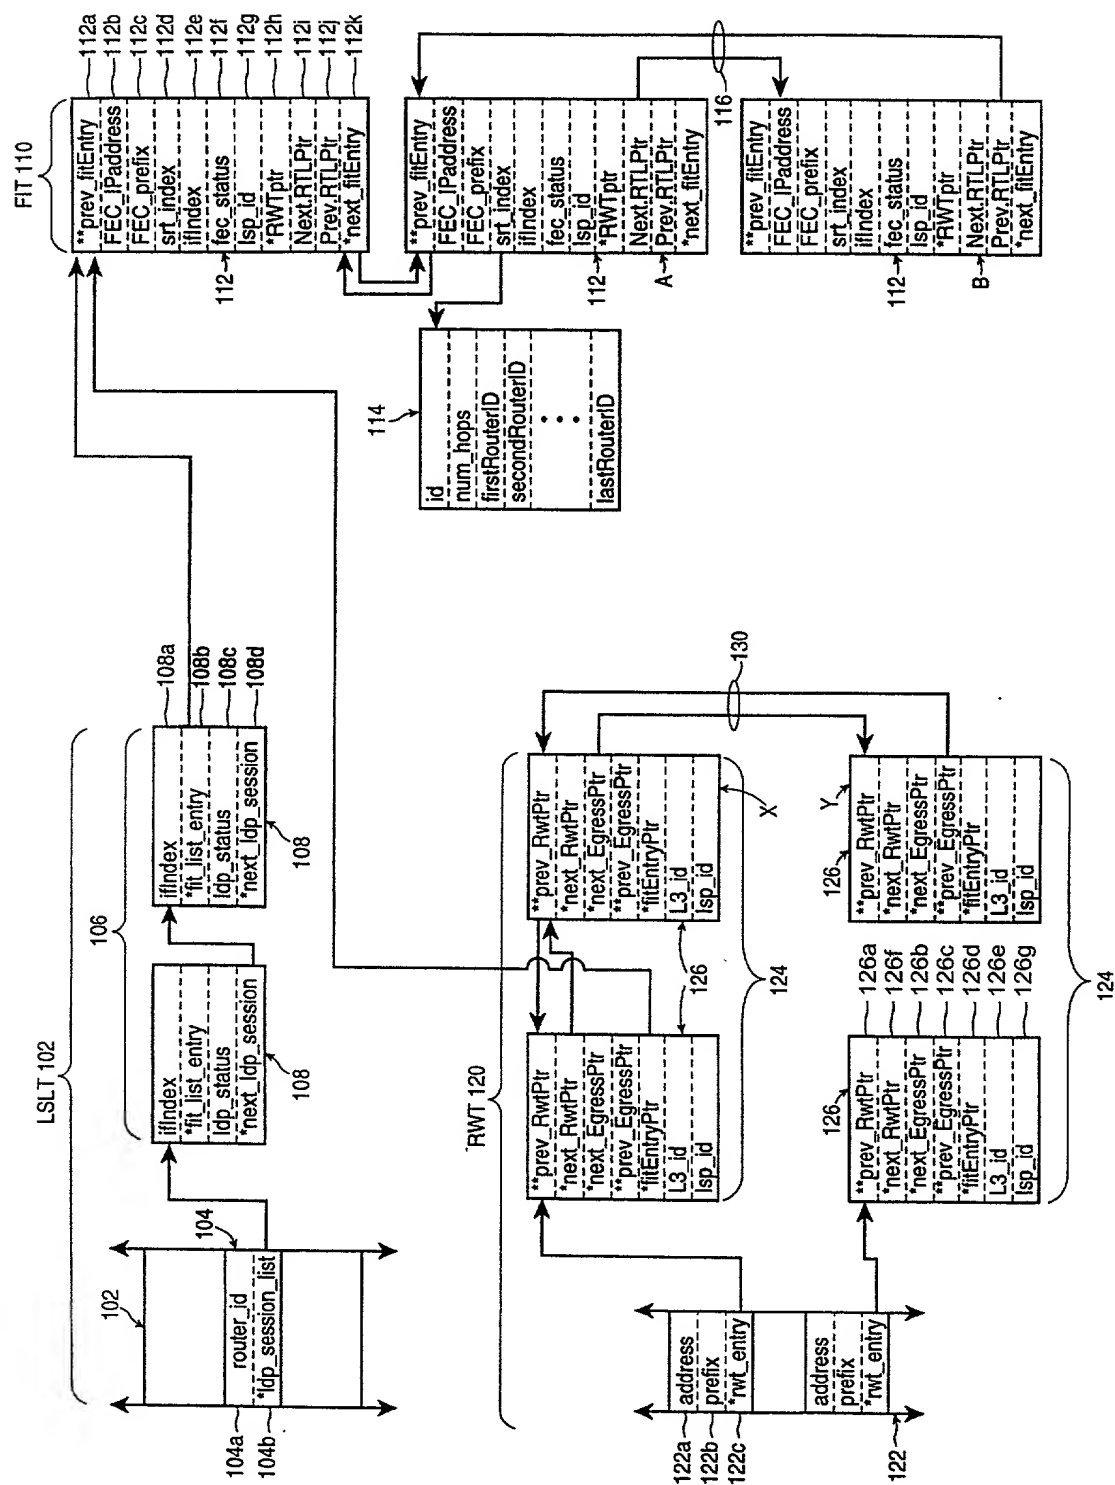 LSLT 102
102
104
router_id
*ldp_session_list
104a
104b
106
ifIndex
*fit_list_entry
ldp_status
*next_ldp_session
108
ifIndex
*fit_list_entry
ldp_status
*next_ldp_session
108
108a
108b
108c
108d
FIT 110
**prev_fitEntry
FEC_IPaddress
FEC_prefix
srt_index
ifIndex
fec_status
lsp_id
*RWTptr
Next.RTLPtr
Prev.RTLPtr
*next_fitEntry
112a
112b
112c
112d
112e
112f
112g
112h
112i
112j
112k
112
**prev_fitEntry
FEC_IPaddress
FEC_prefix
srt_index
ifIndex
fec_status
lsp_id
*RWTptr
Next.RTLPtr
Prev.RTLPtr
*next_fitEntry
112
A
116
**prev_fitEntry
FEC_IPaddress
FEC_prefix
srt_index
ifIndex
fec_status
lsp_id
*RWTptr
Next.RTLPtr
Prev.RTLPtr
*next_fitEntry
112
B
114
id
num_hops
firstRouterID
secondRouterID
lastRouterID
RWT 120
address
prefix
*rwt_entry
122a
122b
122c
address
prefix
*rwt_entry
122
**prev_RwtPtr
*next_RwtPtr
*next_EgressPtr
**prev_EgressPtr
*fitEntryPtr
L3_id
lsp_id
126
**prev_RwtPtr
*next_RwtPtr
*next_EgressPtr
**prev_EgressPtr
*fitEntryPtr
L3_id
lsp_id
X
124
130
126
**prev_RwtPtr
*next_RwtPtr
*next_EgressPtr
**prev_EgressPtr
*fitEntryPtr
L3_id
lsp_id
126a
126f
126b
126c
126d
126e
126g
126
Y
**prev_RwtPtr
*next_RwtPtr
*next_EgressPtr
**prev_EgressPtr
*fitEntryPtr
L3_id
lsp_id
124